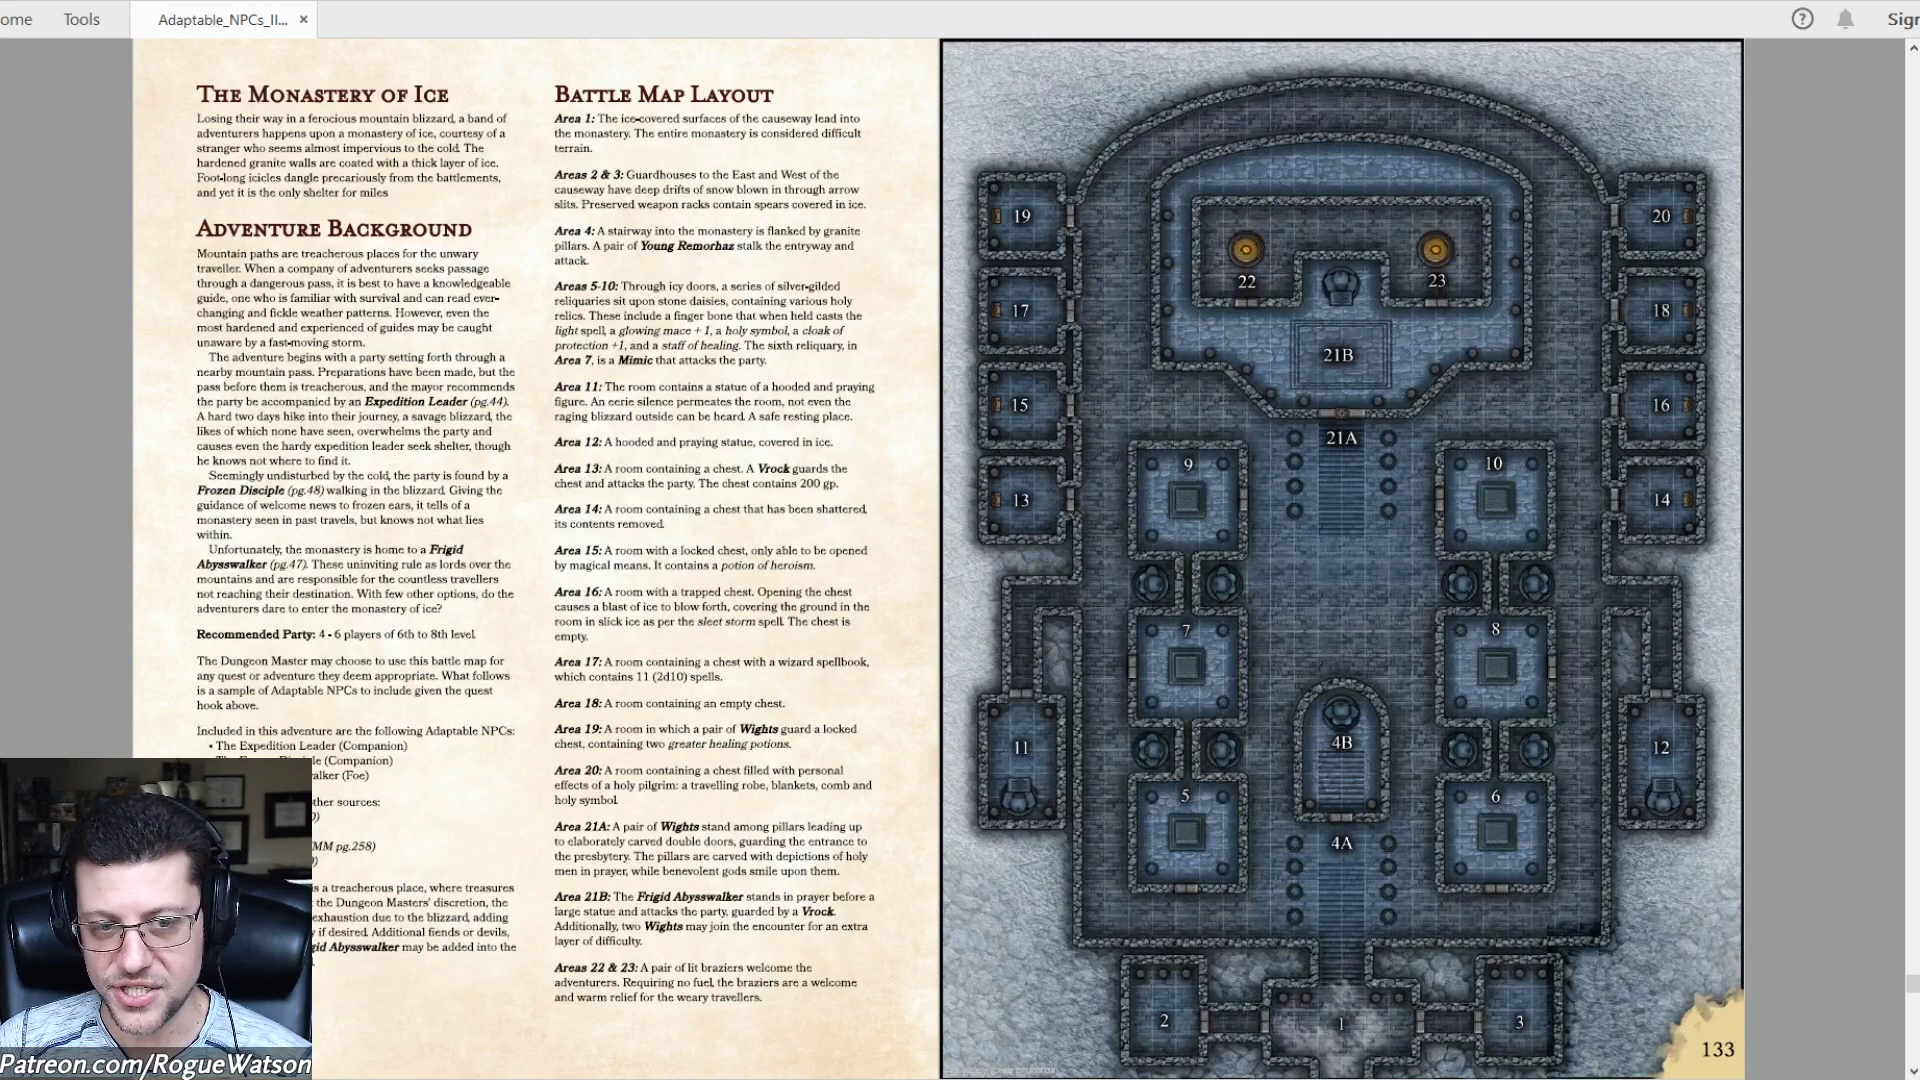 ome
Tools
Adaptable_NPCs_II...
×
?
Sigr
The Monastery of Ice
Losing their way in a ferocious mountain blizzard, a band of
adventurers happens upon a monastery of ice, courtesy of a
stranger who seems almost impervious to the cold. The
hardened granite walls are coated with a thick layer of ice.
Foot-long icicles dangle precariously from the battlements,
and yet it is the only shelter for miles
Adventure Background
Mountain paths are treacherous places for the unwary
traveller. When a company of adventurers seeks passage
through a dangerous pass, it is best to have a knowledgeable
guide, one who is familiar with survival and can read ever-
changing and fickle weather patterns. However, even the
most hardened and experienced of guides may be caught
unaware by a fast-moving storm.
The adventure begins with a party setting forth through a
nearby mountain pass. Preparations have been made, but the
pass before them is treacherous, and the mayor recommends
the party be accompanied by an Expedition Leader (pg.44).
A hard two days hike into their journey, a savage blizzard, the
likes of which none have seen, overwhelms the party and
causes even the hardy expedition leader seek shelter, though
he knows not where to find it.
Seemingly undisturbed by the cold, the party is found by a
Frozen Disciple (pg.48) walking in the blizzard. Giving the
guidance of welcome news to frozen ears, it tells of a
monastery seen in past travels, but knows not what lies
within.
Unfortunately, the monastery is home to a Frigid
Abysswalker (pg.47). These uninviting rule as lords over the
mountains and are responsible for the countless travellers
not reaching their destination. With few other options, do the
adventurers dare to enter the monastery of ice?
Recommended Party: 4 - 6 players of 6th to 8th level.
The Dungeon Master may choose to use this battle map for
any quest or adventure they deem appropriate. What follows
is a sample of Adaptable NPCs to include given the quest
hook above.
Included in this adventure are the following Adaptable NPCs:
• The Expedition Leader (Companion)
ple (Companion)
alker (Foe)
ther sources:
0)
MM pg.258)
)
is a treacherous place, where treasures
t the Dungeon Masters' discretion, the
exhaustion due to the blizzard, adding
y if desired. Additional fiends or devils,
gid Abysswalker may be added into the
Battle Map Layout
Area 1: The ice-covered surfaces of the causeway lead into
the monastery. The entire monastery is considered difficult
terrain.
Areas 2 & 3: Guardhouses to the East and West of the
causeway have deep drifts of snow blown in through arrow
slits. Preserved weapon racks contain spears covered in ice.
Area 4: A stairway into the monastery is flanked by granite
pillars. A pair of Young Remorhaz stalk the entryway and
attack.
Areas 5-10: Through icy doors, a series of silver-gilded
reliquaries sit upon stone daisies, containing various holy
relics. These include a finger bone that when held casts the
light spell, a glowing mace + 1, a holy symbol, a cloak of
protection +1, and a staff of healing. The sixth reliquary, in
Area 7, is a Mimic that attacks the party.
Area 11: The room contains a statue of a hooded and praying
figure. An eerie silence permeates the room, not even the
raging blizzard outside can be heard. A safe resting place.
Area 12: A hooded and praying statue, covered in ice.
Area 13: A room containing a chest. A Vrock guards the
chest and attacks the party. The chest contains 200 gp.
Area 14: A room containing a chest that has been shattered,
its contents removed.
Area 15: A room with a locked chest, only able to be opened
by magical means. It contains a potion of heroism.
Area 16: A room with a trapped chest. Opening the chest
causes a blast of ice to blow forth, covering the ground in the
room in slick ice as per the sleet storm spell. The chest is
empty.
Area 17: A room containing a chest with a wizard spellbook,
which contains 11 (2d10) spells.
Area 18: A room containing an empty chest.
Area 19: A room in which a pair of Wights guard a locked
chest, containing two greater healing potions.
Area 20: A room containing a chest filled with personal
effects of a holy pilgrim: a travelling robe, blankets, comb and
holy symbol.
Area 21A: A pair of Wights stand among pillars leading up
to elaborately carved double doors, guarding the entrance to
the presbytery. The pillars are carved with depictions of holy
men in prayer, while benevolent gods smile upon them.
Area 21B: The Frigid Abysswalker stands in prayer before a
large statue and attacks the party, guarded by a Vrock.
Additionally, two Wights may join the encounter for an extra
layer of difficulty.
Areas 22 & 23: A pair of lit braziers welcome the
adventurers. Requiring no fuel, the braziers are a welcome
and warm relief for the weary travellers.
19
20
22
23
17
18
21B
15
16
21A
9
10
13
14
7
8
4B
11
12
5
6
4A
2
1
3
133
Patreon.com/RogueWatson